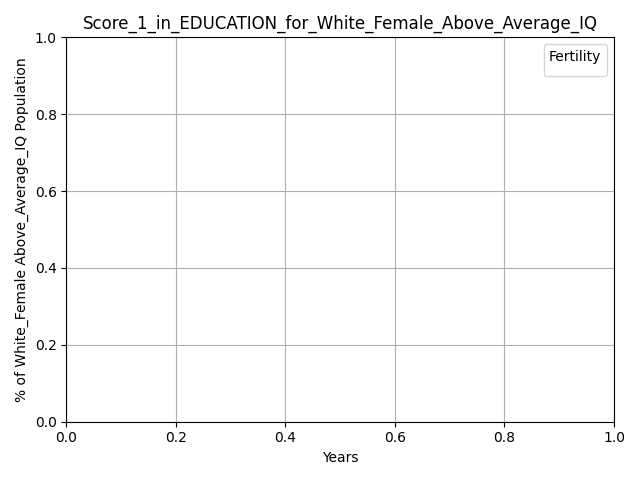 Score_1_in_EDUCATION_for_White_Female_Above_Average_IQ
Fertility
% of White_Female Above_Average_IQ Population
1.0
0.8
0.6
0.4
0.2
0.0
0.0 0.2 0.4 0.6 0.8 1.0
Years